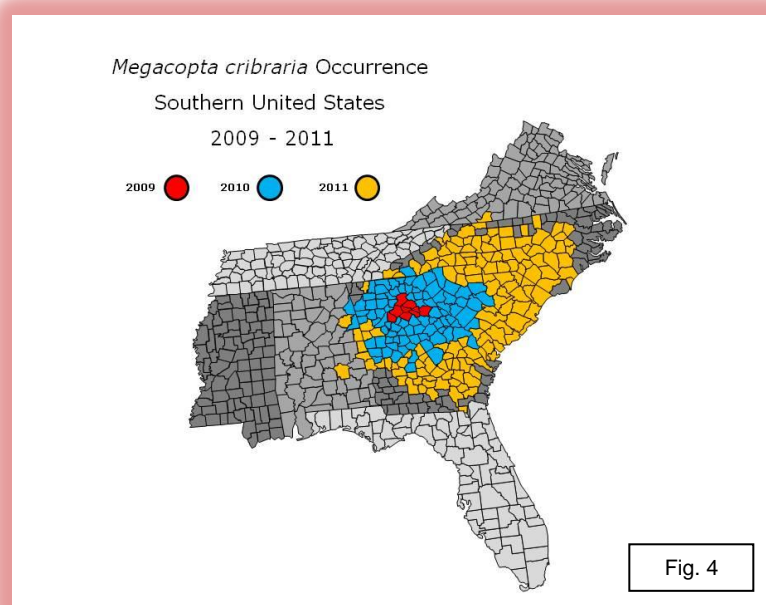 Megacopta cribraria Occurrence
Southern United States
2009 - 2011
2009 2010 2011
Fig. 4